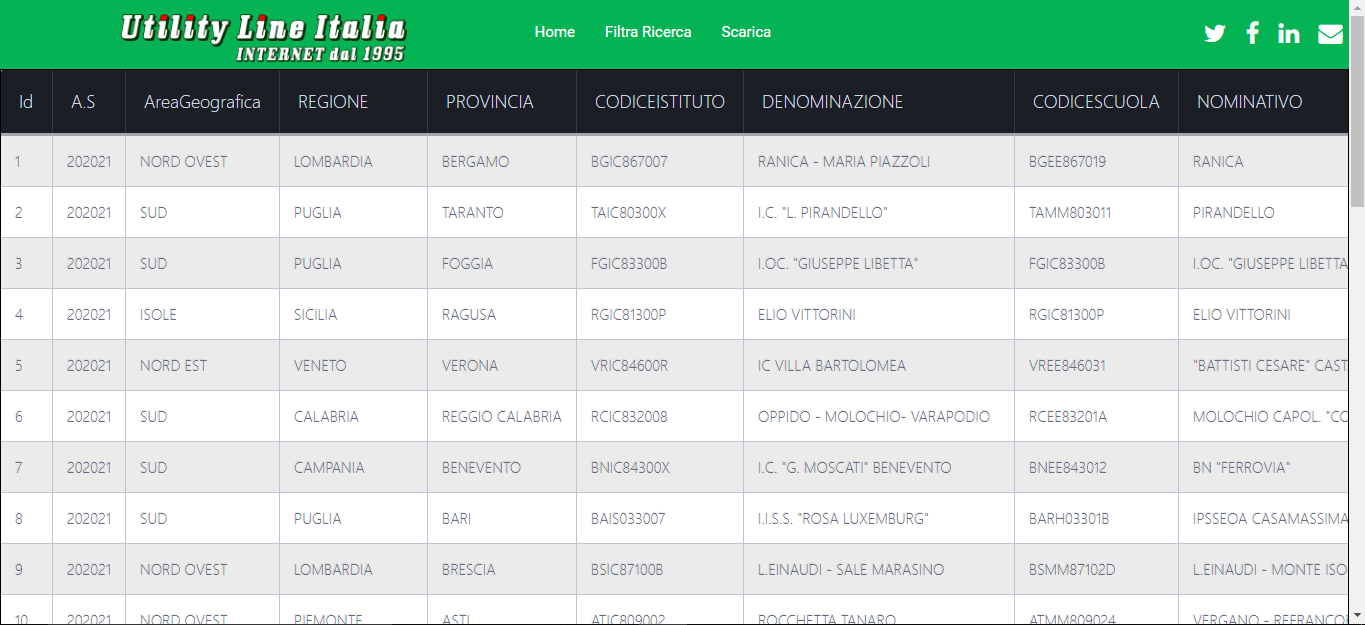 Utility Line Italia
INTERNET dal 1995
Home Filtra Ricerca Scarica
Id A.S AreaGeografica REGIONE PROVINCIA CODICEISTITUTO DENOMINAZIONE CODICESCUOLA NOMINATIVO
1 202021 NORD OVEST LOMBARDIA BERGAMO BGIC867007 RANICA - MARIA PIAZZOLI BGEE867019 RANICA
2 202021 SUD PUGLIA TARANTO TAIC80300X I.C. "L. PIRANDELLO" TAMM803011 PIRANDELLO
3 202021 SUD PUGLIA FOGGIA FGIC83300B I.OC. "GIUSEPPE LIBETTA" FGIC83300B I.OC. "GIUSEPPE LIBETTA
4 202021 ISOLE SICILIA RAGUSA RGIC81300P ELIO VITTORINI RGIC81300P ELIO VITTORINI
5 202021 NORD EST VENETO VERONA VRIC84600R IC VILLA BARTOLOMEA VREE846031 "BATTISTI CESARE" CAST
6 202021 SUD CALABRIA REGGIO CALABRIA RCIC832008 OPPIDO - MOLOCHIO- VARAPODIO RCEE83201A MOLOCHIO CAPOL. "CO
7 202021 SUD CAMPANIA BENEVENTO BNIC84300X I.C. "G. MOSCATI" BENEVENTO BNEE843012 BN "FERROVIA"
8 202021 SUD PUGLIA BARI BAIS033007 I.I.S.S. "ROSA LUXEMBURG" BARH03301B IPSSEOA CASAMASSIMA
9 202021 NORD OVEST LOMBARDIA BRESCIA BSIC87100B L.EINAUDI - SALE MARASINO BSMM87102D L.EINAUDI - MONTE ISO
10 202021 NORD OVEST PIEMONTE ASTI ATIC809002 ROCCHETTA TANARO ATMM809024 VERGANO - REFRANCO